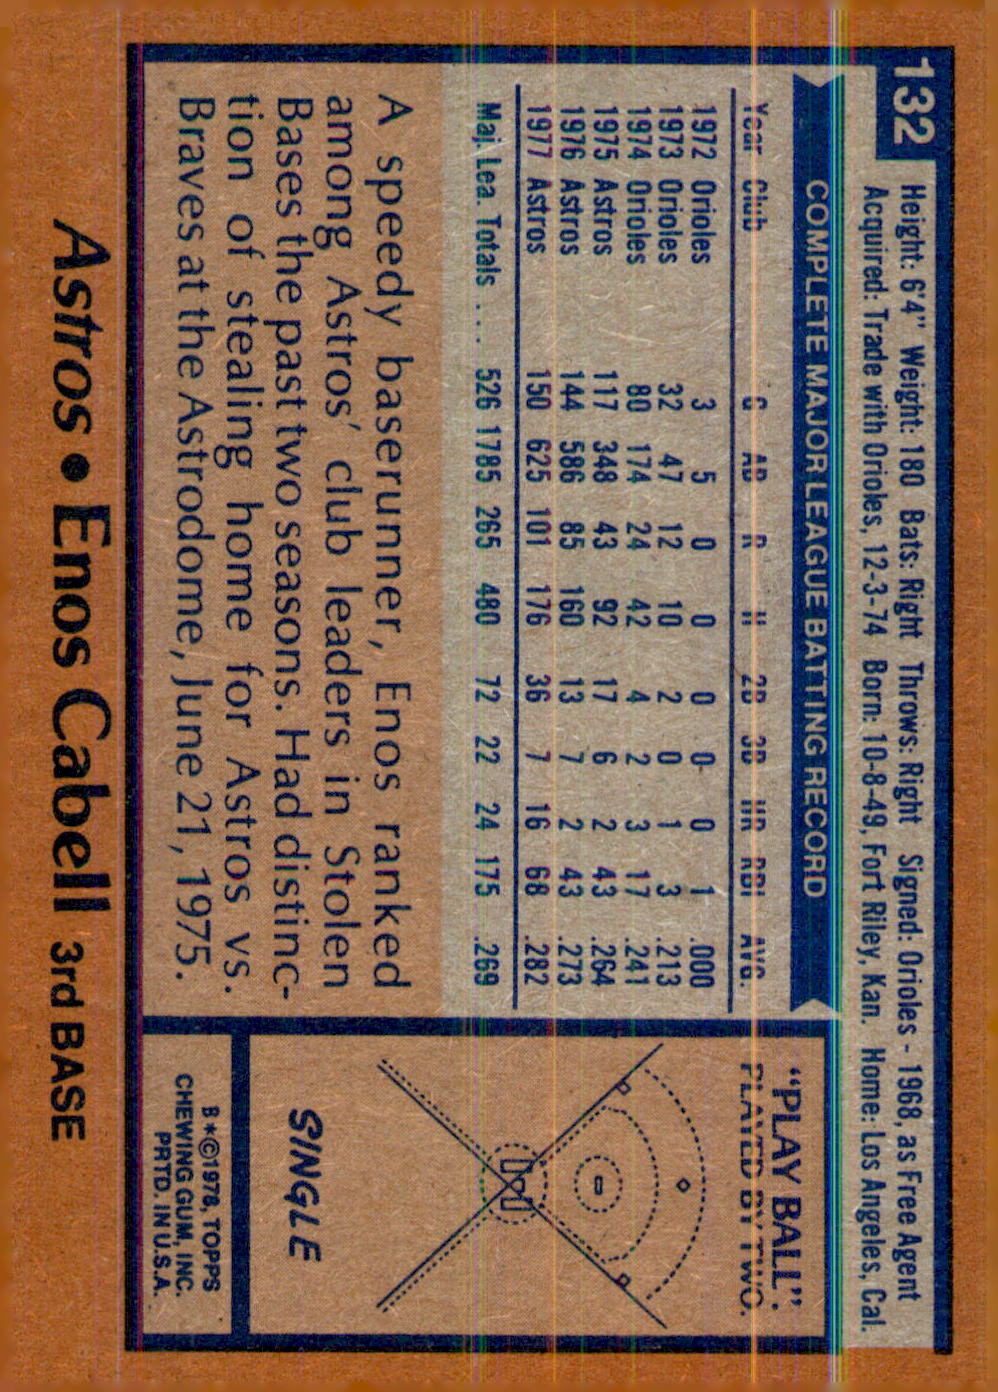 132
Height: 6'4" Weight: 180 Bats: Right Throws: Right Signed: Orioles - 1968, as Free Agent
Acquired: Trade with Orioles, 12-3-74 Born: 10-8-49, Fort Riley, Kan. Home: Los Angeles, Cal.
COMPLETE MAJOR LEAGUE BATTING RECORD
Year Club G AB R H 2B 3B HR RBI AVG.
1972 Orioles 3 5 0 0 0 0 0 1 .000
1973 Orioles 32 47 12 10 2 0 1 3 .213
1974 Orioles 80 174 24 42 4 2 3 17 .241
1975 Astros 117 348 43 92 17 6 2 43 .264
1976 Astros 144 586 85 160 13 7 2 43 .273
1977 Astros 150 625 101 176 36 7 16 68 .282
Maj. Lea. Totals .... 526 1785 265 480 72 22 24 175 .269
A speedy baserunner, Enos ranked
among Astros' club leaders in Stolen
Bases the past two seasons. Had distinc-
tion of stealing home for Astros vs.
Braves at the Astrodome, June 21, 1975.
"PLAY BALL":
PLAYED BY TWO.
SINGLE
B*©1978, TOPPS
CHEWING GUM, INC.
PRTD. IN U.S.A.
Astros • Enos Cabell 3rd BASE